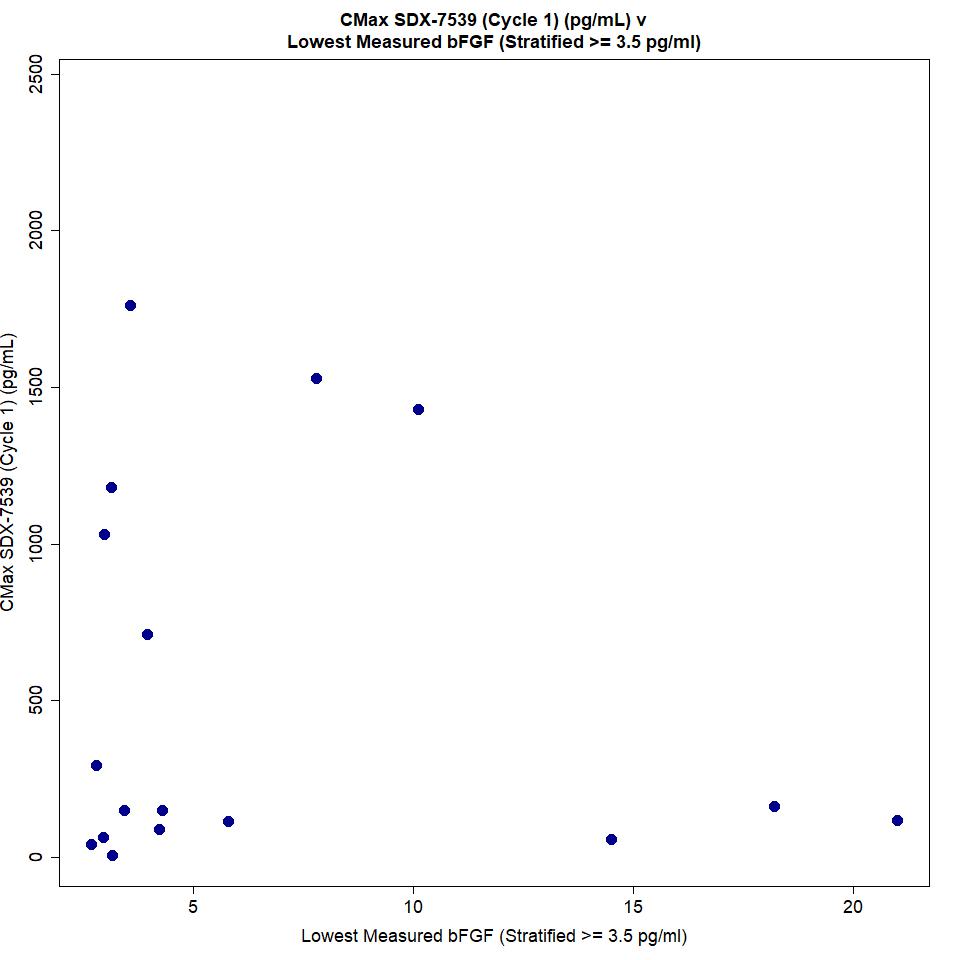 CMax SDX-7539 (Cycle 1) (pg/mL) v
Lowest Measured bFGF (Stratified >= 3.5 pg/ml)
CMax SDX-7539 (Cycle 1) (pg/mL)
2500
2000
1500
1000
500
0
5
10
15
20
Lowest Measured bFGF (Stratified >= 3.5 pg/ml)